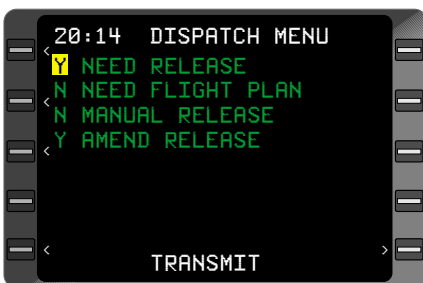 20:14 DISPATCH MENU
<Y NEED RELEASE
<N NEED FLIGHT PLAN
N MANUAL RELEASE
<Y AMEND RELEASE
< TRANSMIT >